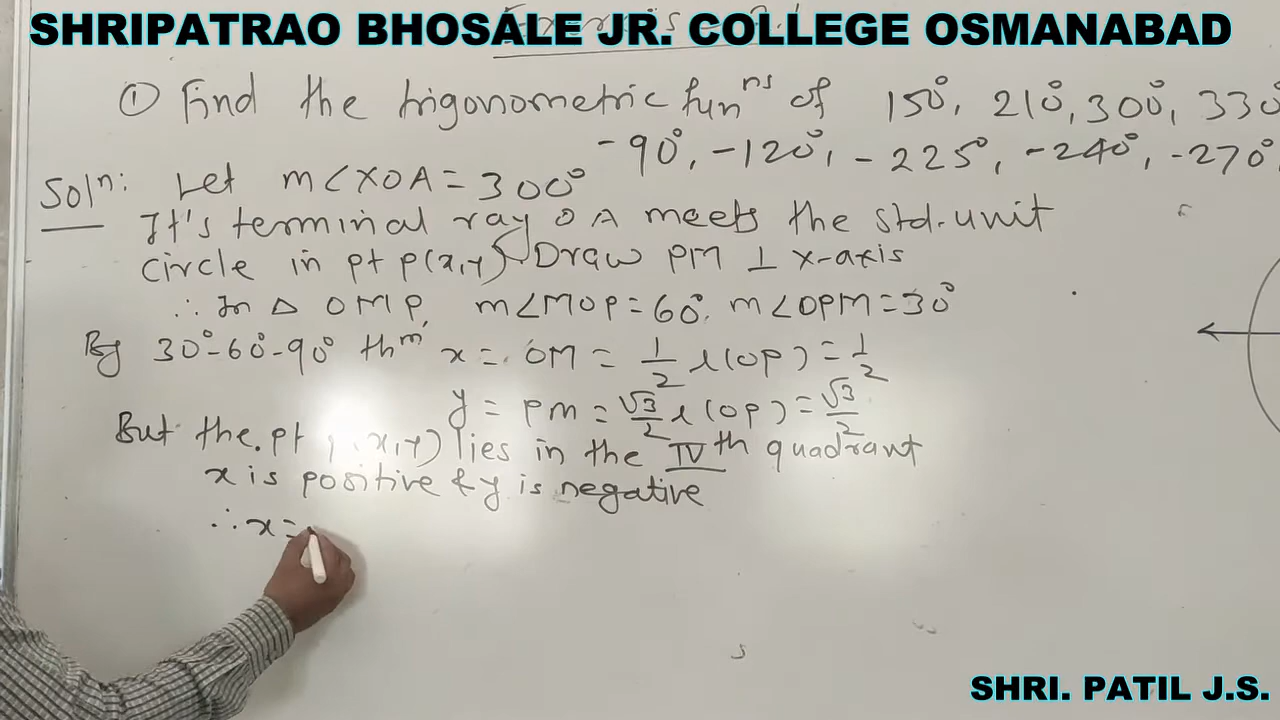 SHRIPATRAO BHOSALE JR. COLLEGE OSMANABAD
① Find the trigonometric funⁿˢ of 150°, 210°, 300°, 330°
-90°, -120°, -225°, -240°, -270°,
Solⁿ: Let m∠XOA = 300°
It's terminal ray OA meets the std. unit
circle in pt p(x,y). Draw PM ⊥ x-axis
∴ In △ OMP, m∠MOP = 60°, m∠OPM = 30°
By 30°-60°-90° thᵐ x = OM = 1/2 l(OP) = 1/2
y = PM = √3/2 l(OP) = √3/2
But the pt p(x,y) lies in the IVth quadrant
x is positive & y is negative
∴ x =
SHRI. PATIL J.S.